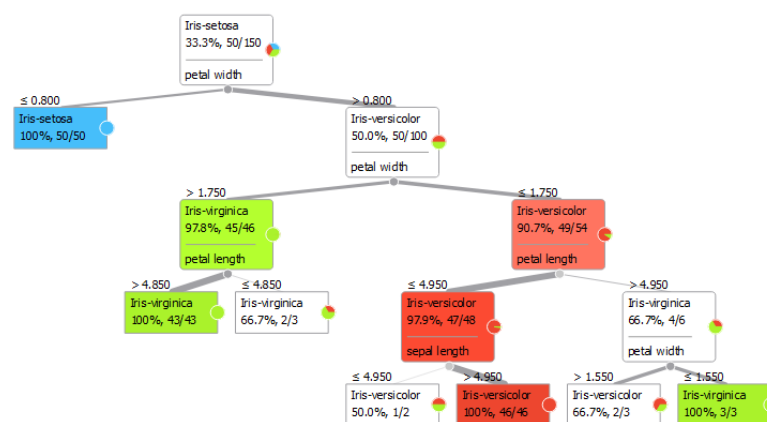 Iris-setosa
33.3%, 50/150
petal width
≤ 0.800
> 0.800
Iris-setosa
100%, 50/50
Iris-versicolor
50.0%, 50/100
petal width
> 1.750
≤ 1.750
Iris-virginica
97.8%, 45/46
petal length
Iris-versicolor
90.7%, 49/54
petal length
> 4.850
≤ 4.850
≤ 4.950
> 4.950
Iris-virginica
100%, 43/43
Iris-virginica
66.7%, 2/3
Iris-versicolor
97.9%, 47/48
sepal length
Iris-virginica
66.7%, 4/6
petal width
≤ 4.950
> 4.950
> 1.550
≤ 1.550
Iris-versicolor
50.0%, 1/2
Iris-versicolor
100%, 46/46
Iris-versicolor
66.7%, 2/3
Iris-virginica
100%, 3/3